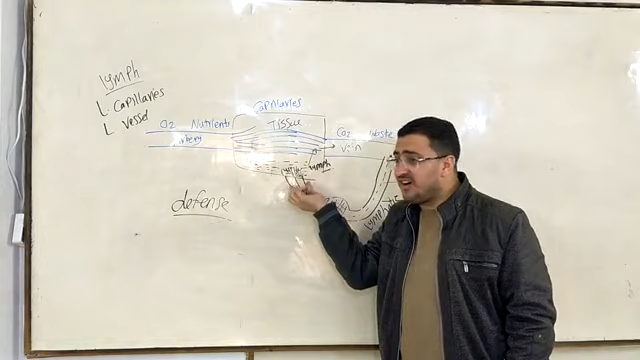 Lymph
L. Capillaries
L Vessel
Capillaries
O2 Nutrients
Tissue
CO2 Waste
Artery
Vein
Lymph
defense